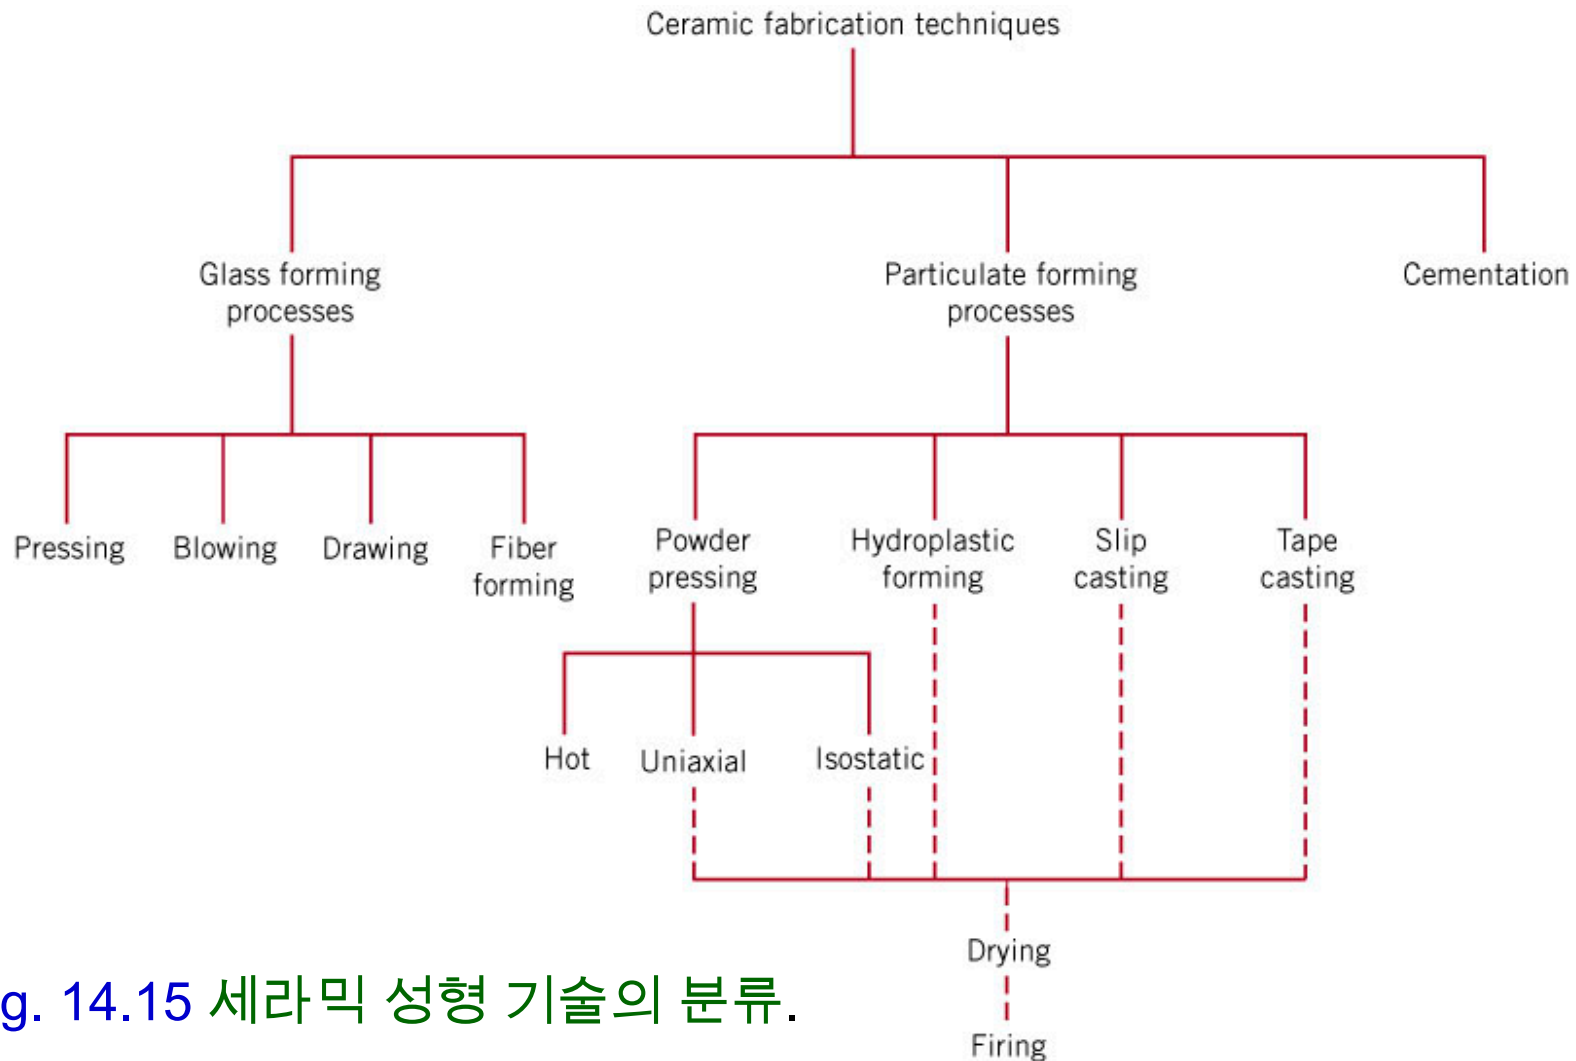 Ceramic fabrication techniques
Glass forming
processes
Particulate forming
processes
Cementation
Pressing
Blowing
Drawing
Fiber
forming
Powder
pressing
Hydroplastic
forming
Slip
casting
Tape
casting
Hot
Uniaxial
Isostatic
Drying
Firing
g. 14.15 세라믹 성형 기술의 분류.